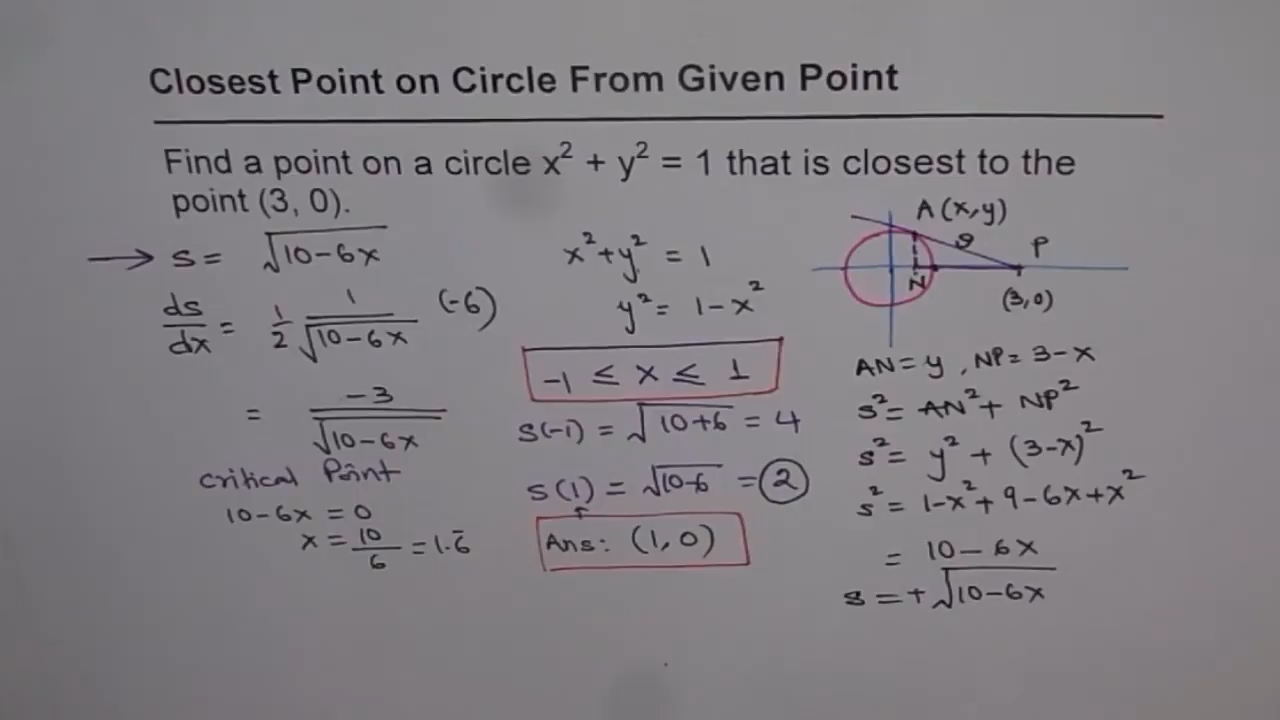 Closest Point on Circle From Given Point
Find a point on a circle x² + y² = 1 that is closest to the
point (3, 0).
→ s = √(10-6x)
ds/dx = 1/2 1/√(10-6x) (-6)
= -3/√(10-6x)
critical Point
10-6x = 0
x = 10/6 = 1.6̄
x² + y² = 1
y² = 1 - x²
-1 ≤ x ≤ 1
s(-1) = √(10+6) = 4
s(1) = √(10-6) = 2
↑
Ans: (1, 0)
A (x, y)
s
P
N
(3, 0)
AN = y , NP = 3-x
s² = AN² + NP²
s² = y² + (3-x)²
s² = 1-x² + 9-6x+x²
= 10 - 6x
s = + √(10-6x)